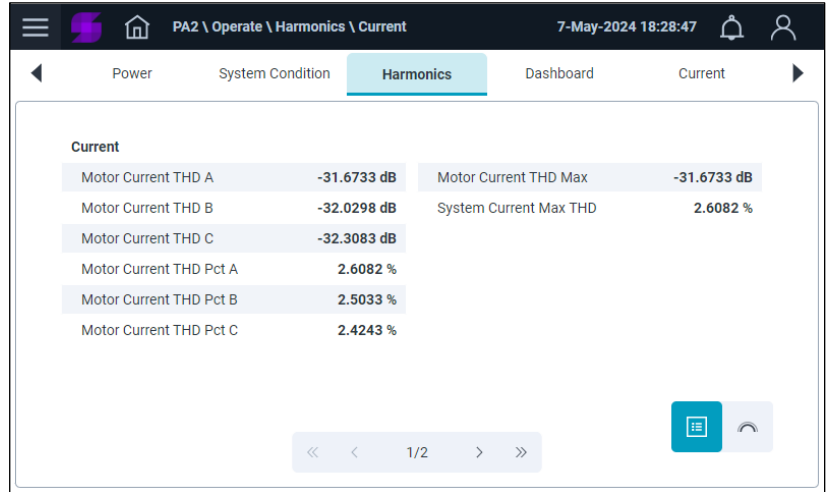 PA2 \ Operate \ Harmonics \ Current 7-May-2024 18:28:47
Power System Condition Harmonics Dashboard Current
Current
Motor Current THD A -31.6733 dB Motor Current THD Max -31.6733 dB
Motor Current THD B -32.0298 dB System Current Max THD 2.6082 %
Motor Current THD C -32.3083 dB
Motor Current THD Pct A 2.6082 %
Motor Current THD Pct B 2.5033 %
Motor Current THD Pct C 2.4243 %
1/2